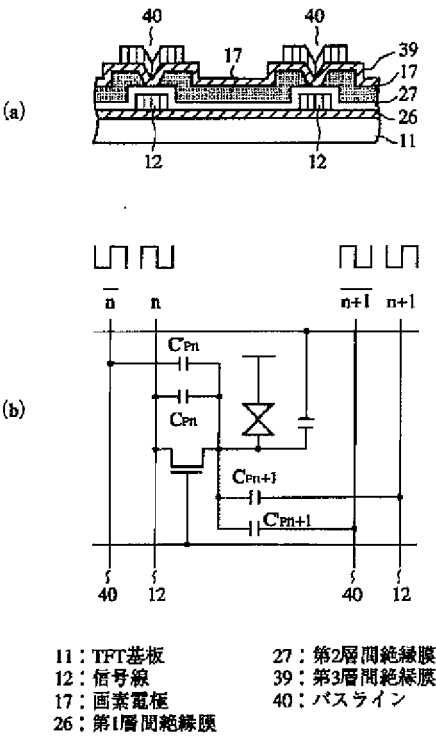 40 40
17
39
17
27
26
11
(a)
12 12
n̅ n n+1̅ n+1
C'Pn
CPn
(b)
CPn+1
CPn+1
40 12 40 12
11：TFT基板 27：第2層間絶縁膜
12：信号線 39：第3層間絶縁膜
17：画素電極 40：バスライン
26：第1層間絶縁膜